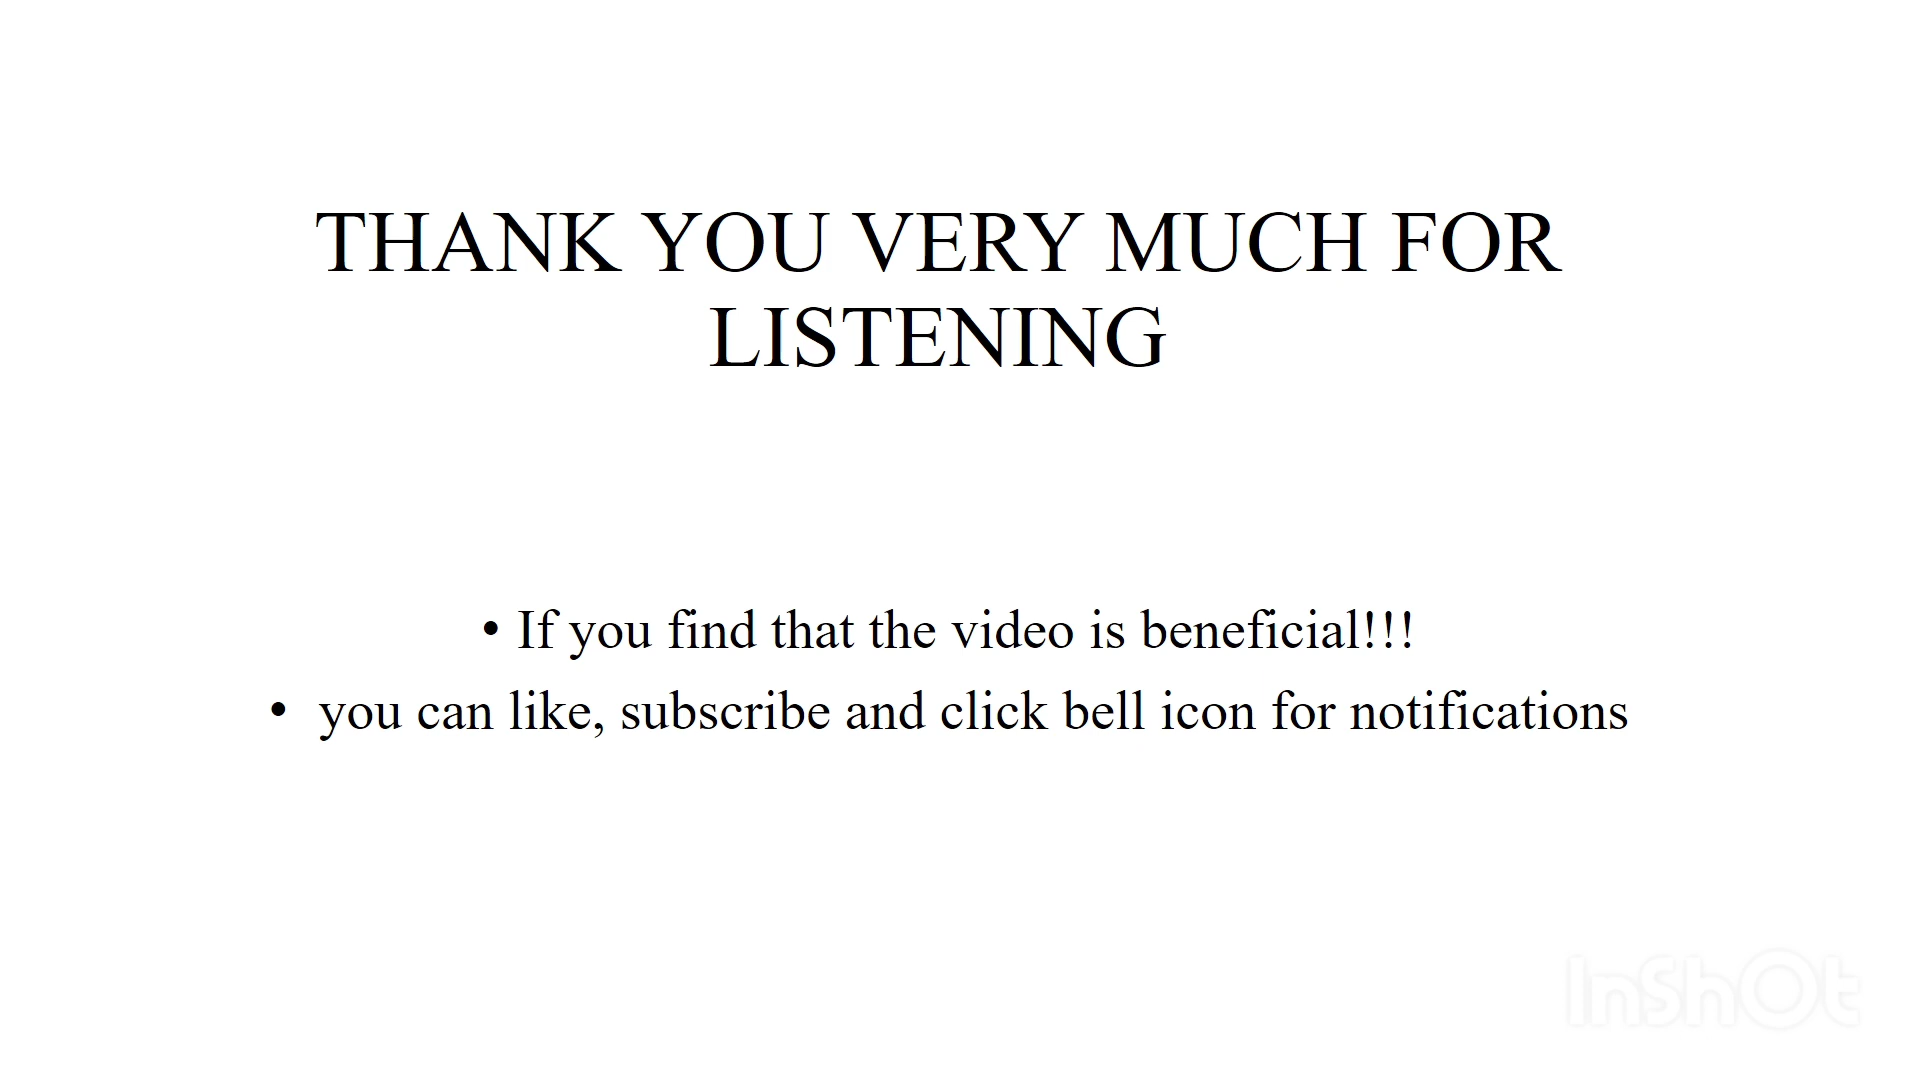 THANK YOU VERY MUCH FOR
LISTENING
• If you find that the video is beneficial!!!
• you can like, subscribe and click bell icon for notifications
InShOt